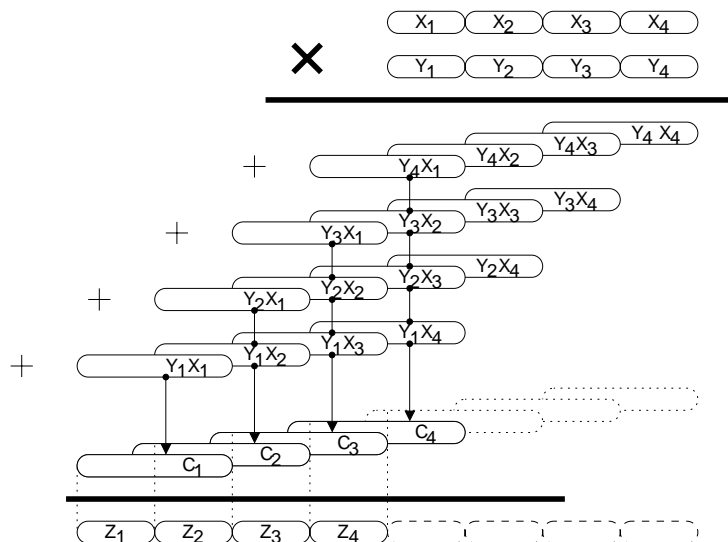 X₁ X₂ X₃ X₄
Y₁ Y₂ Y₃ Y₄
Y₄X₁ Y₄X₂ Y₄X₃ Y₄ X₄
Y₃X₁ Y₃X₂ Y₃X₃ Y₃X₄
Y₂X₁ Y₂X₂ Y₂X₃ Y₂X₄
Y₁X₁ Y₁X₂ Y₁X₃ Y₁X₄
C₁ C₂ C₃ C₄
Z₁ Z₂ Z₃ Z₄